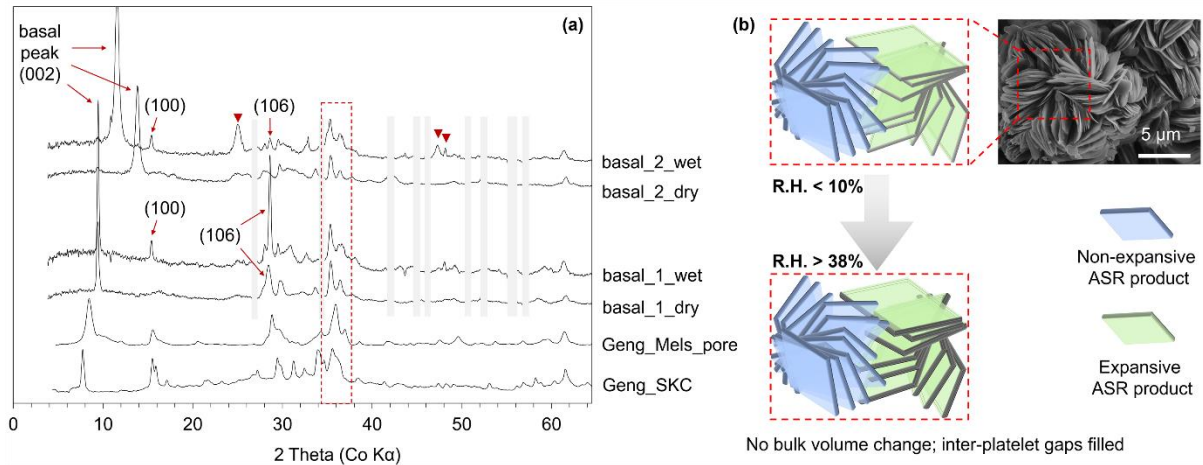 (a)
basal
peak
(002)
(100)
(106)
basal_2_wet
basal_2_dry
(100)
(106)
basal_1_wet
basal_1_dry
Geng_Mels_pore
Geng_SKC
0
10
20
30
40
50
60
2 Theta (Co Kα)
(b)
5 µm
R.H. < 10%
R.H. > 38%
Non-expansive
ASR product
Expansive
ASR product
No bulk volume change; inter-platelet gaps filled